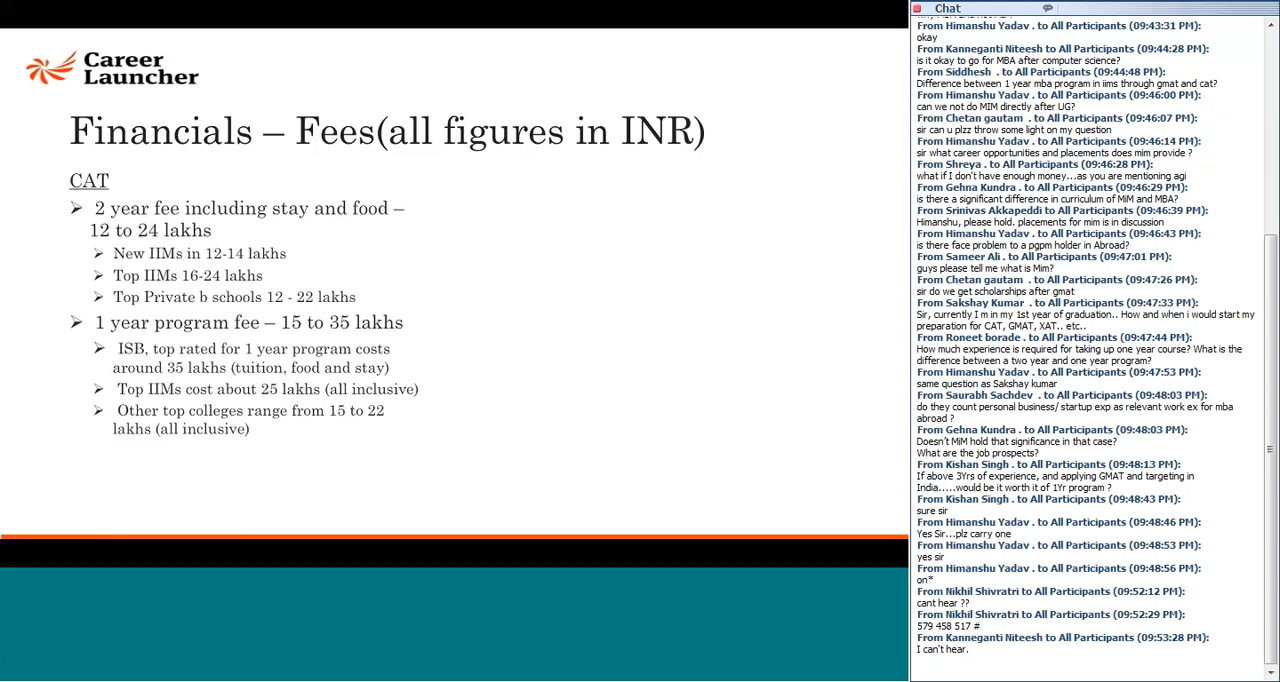 Career
Launcher
Financials – Fees(all figures in INR)
CAT
2 year fee including stay and food –
12 to 24 lakhs
New IIMs in 12-14 lakhs
Top IIMs 16-24 lakhs
Top Private b schools 12 - 22 lakhs
1 year program fee – 15 to 35 lakhs
ISB, top rated for 1 year program costs
around 35 lakhs (tuition, food and stay)
Top IIMs cost about 25 lakhs (all inclusive)
Other top colleges range from 15 to 22
lakhs (all inclusive)
Chat
From Himanshu Yadav . to All Participants (09:43:31 PM):
okay
From Kanneganti Niteesh to All Participants (09:44:28 PM):
is it okay to go for MBA after computer science?
From Siddhesh . to All Participants (09:44:48 PM):
Difference between 1 year mba program in iims through gmat and cat?
From Himanshu Yadav . to All Participants (09:46:00 PM):
can we not do MIM directly after UG?
From Chetan gautam . to All Participants (09:46:07 PM):
sir can u plzz throw some light on my question
From Himanshu Yadav . to All Participants (09:46:14 PM):
sir what career opportunities and placements does mim provide ?
From Shreya . to All Participants (09:46:28 PM):
what if I don't have enough money...as you are mentioning agi
From Gehna Kundra . to All Participants (09:46:29 PM):
is there a significant difference in curriculum of MiM and MBA?
From Srinivas Akkapeddi to All Participants (09:46:39 PM):
Himanshu, please hold. placements for mim is in discussion
From Himanshu Yadav . to All Participants (09:46:43 PM):
is there face problem to a pgpm holder in Abroad?
From Sameer Ali . to All Participants (09:47:01 PM):
guys please tell me what is Mim?
From Chetan gautam . to All Participants (09:47:26 PM):
sir do we get scholarships after gmat
From Sakshay Kumar . to All Participants (09:47:33 PM):
Sir, currently I m in my 1st year of graduation.. How and when i would start my
preparation for CAT, GMAT, XAT.. etc..
From Roneet borade . to All Participants (09:47:44 PM):
How much experience is required for taking up one year course? What is the
difference between a two year and one year program?
From Himanshu Yadav . to All Participants (09:47:53 PM):
same question as Sakshay kumar
From Saurabh Sachdev . to All Participants (09:48:03 PM):
do they count personal business/ startup exp as relevant work ex for mba
abroad ?
From Gehna Kundra . to All Participants (09:48:03 PM):
Doesn't MiM hold that significance in that case?
What are the job prospects?
From Kishan Singh . to All Participants (09:48:13 PM):
If above 3Yrs of experience, and applying GMAT and targeting in
India.....would be it worth it of 1Yr program ?
From Kishan Singh . to All Participants (09:48:43 PM):
sure sir
From Himanshu Yadav . to All Participants (09:48:46 PM):
Yes Sir...plz carry one
From Himanshu Yadav . to All Participants (09:48:53 PM):
yes sir
From Himanshu Yadav . to All Participants (09:48:56 PM):
on*
From Nikhil Shivratri to All Participants (09:52:12 PM):
cant hear ??
From Nikhil Shivratri to All Participants (09:52:29 PM):
579 458 517 #
From Kanneganti Niteesh to All Participants (09:53:28 PM):
I can't hear.